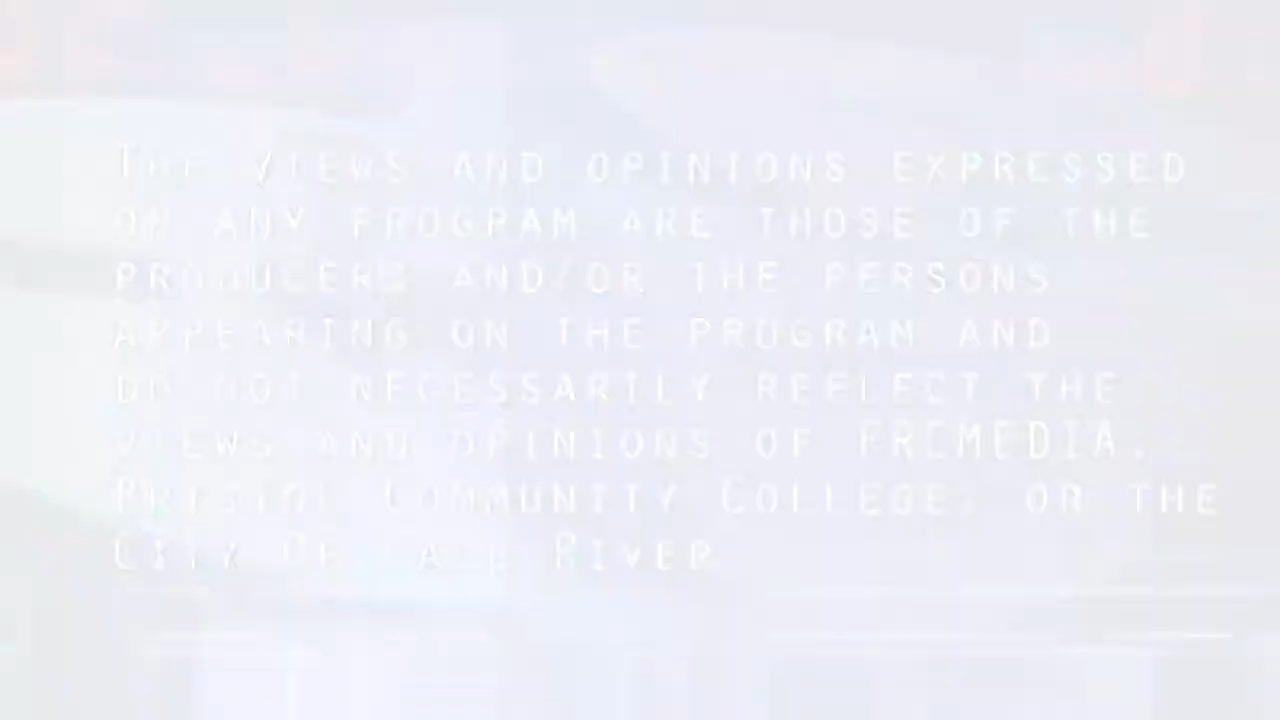 The views and opinions expressed
on any program are those of the
producers and/or the persons
appearing on the program and
do not necessarily reflect the
views and opinions of FRCMEDIA,
Bristol Community College, or the
City Of Fall River